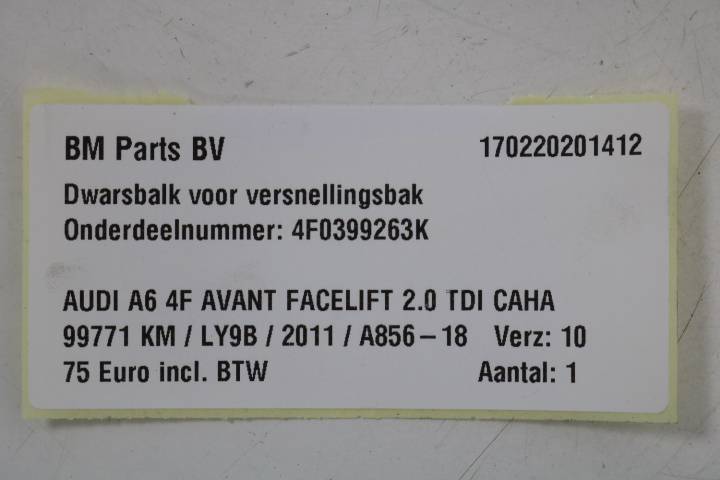 BM Parts BV 170220201412
Dwarsbalk voor versnellingsbak
Onderdeelnummer: 4F0399263K
AUDI A6 4F AVANT FACELIFT 2.0 TDI CAHA
99771 KM / LY9B / 2011 / A856-18 Verz: 10
75 Euro incl. BTW Aantal: 1